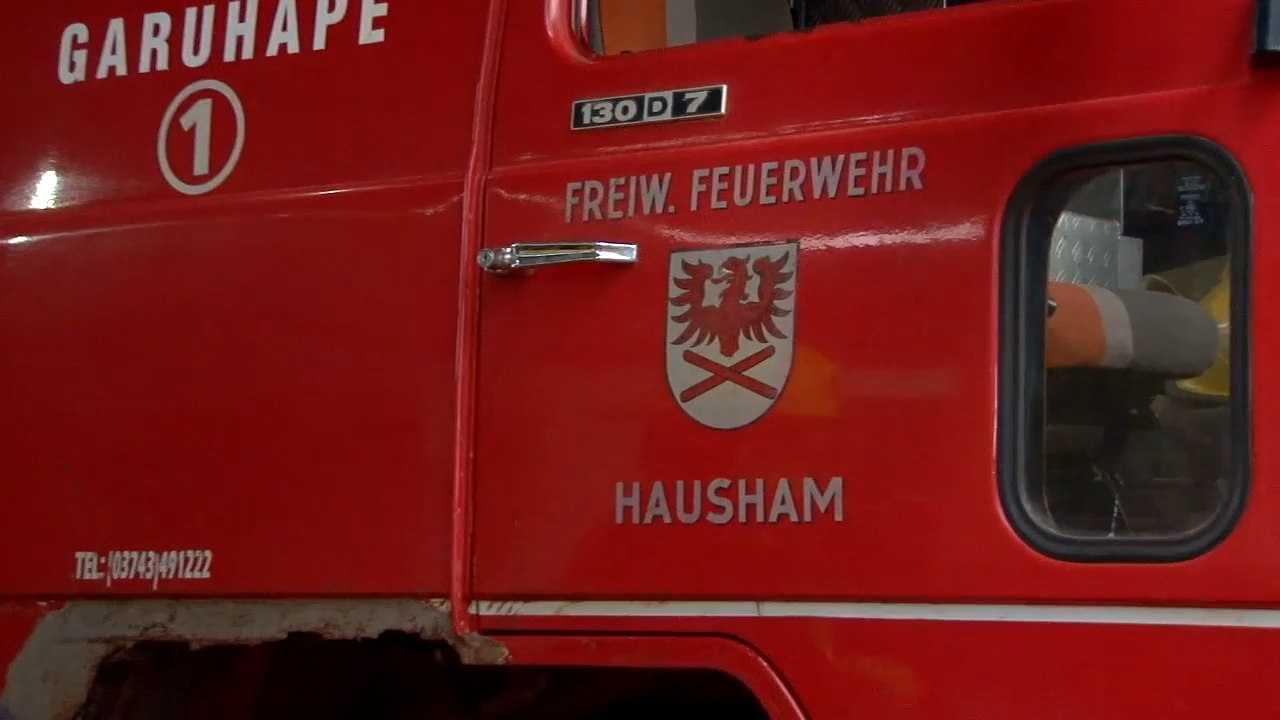 GARUHAPE
1
130 D 7
FREIW. FEUERWEHR
HAUSHAM
TEL: (03743)491222